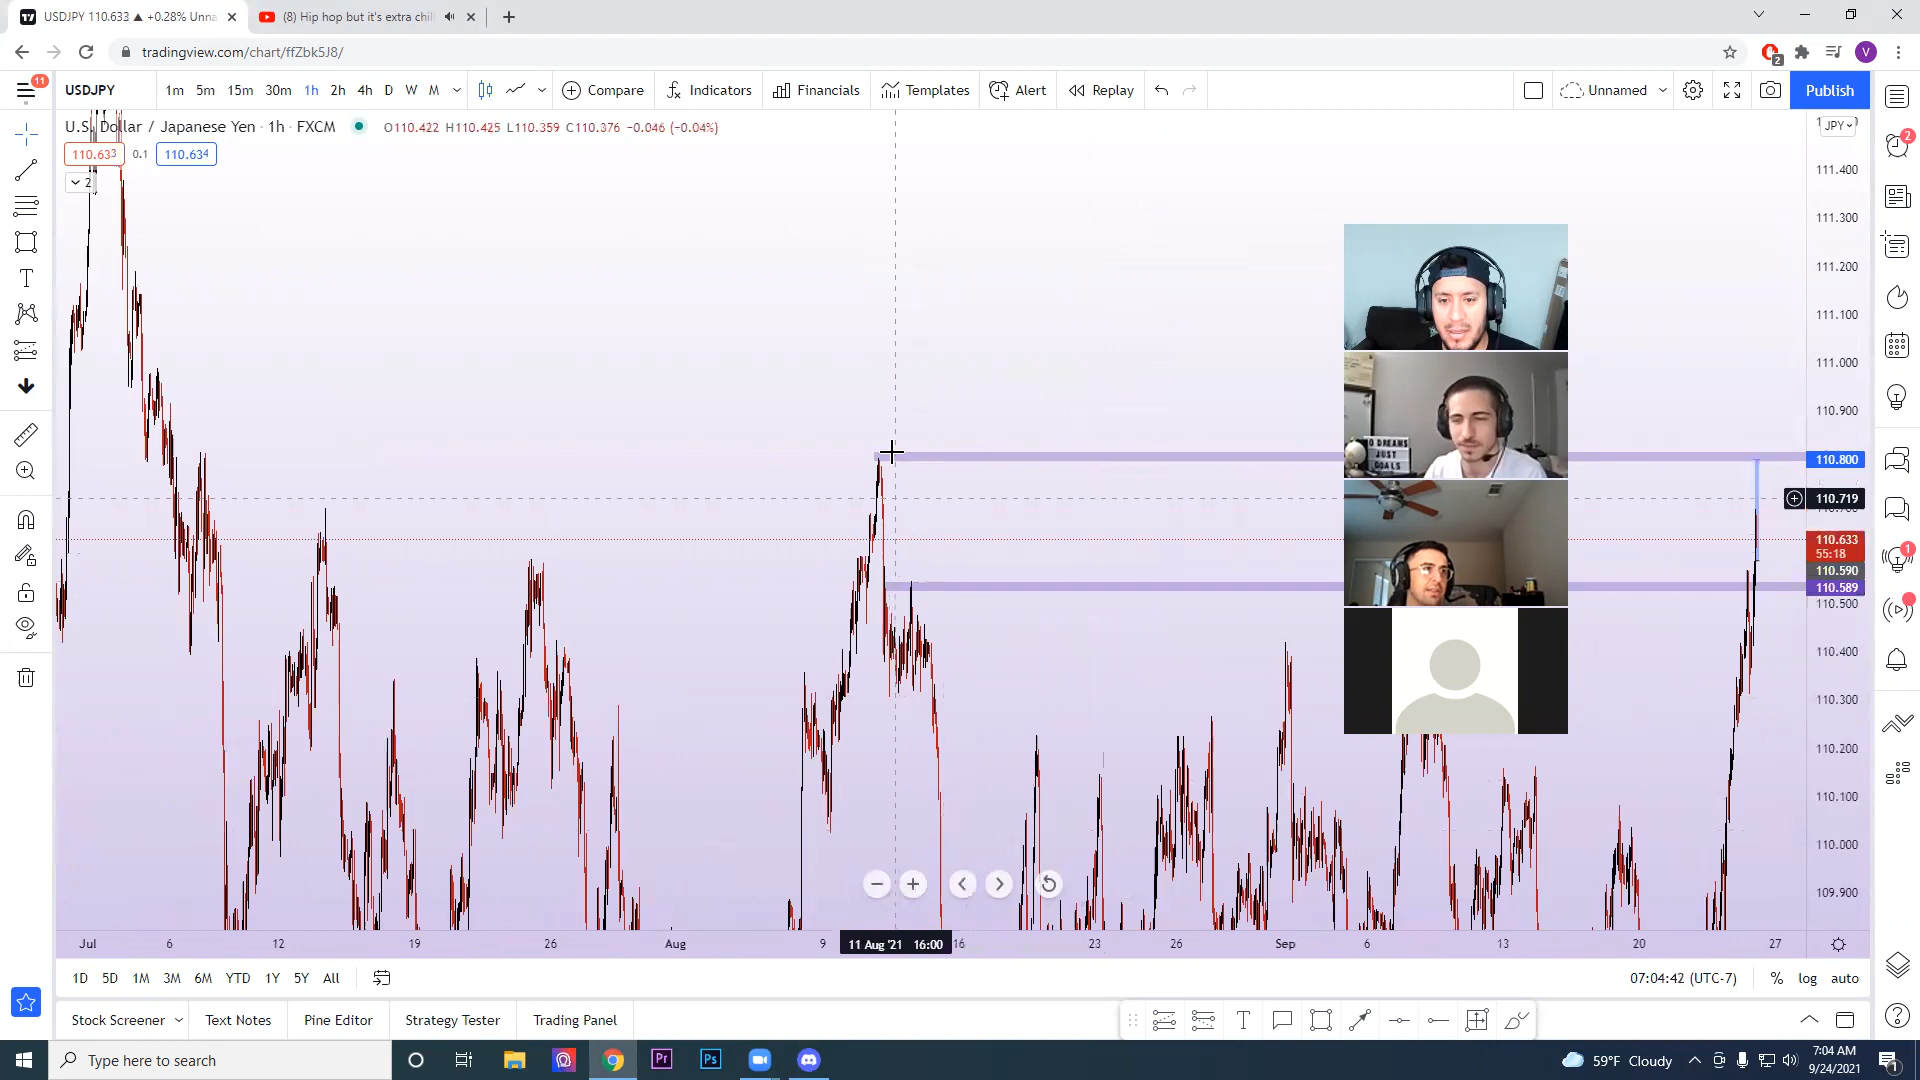 USDJPY 110.633 ▲ +0.28% Unna
(8) Hip hop but it's extra chil
tradingview.com/chart/ffZbk5J8/
2
V
11
USDJPY
1m 5m 15m 30m 1h 2h 4h D W M
Compare
Indicators
Financials
Templates
Alert
Replay
Unnamed
Publish
U.S. Dollar / Japanese Yen · 1h · FXCM
O110.422 H110.425 L110.359 C110.376 −0.046 (−0.04%)
JPY
110.633
0.1
110.634
2
2
111.400
111.300
111.200
111.100
111.000
110.900
O DREAMS
JUST
GOALS
110.800
110.719
110.633
55:18
110.590
110.589
110.500
110.400
110.300
110.200
110.100
110.000
109.900
1
Jul 6 12 19 26 Aug 9 11 Aug '21 16:00 16 23 26 Sep 6 13 20 27
1D 5D 1M 3M 6M YTD 1Y 5Y All
07:04:42 (UTC-7)
% log auto
Stock Screener
Text Notes
Pine Editor
Strategy Tester
Trading Panel
Type here to search
Pr
Ps
59°F Cloudy
7:04 AM
9/24/2021
1